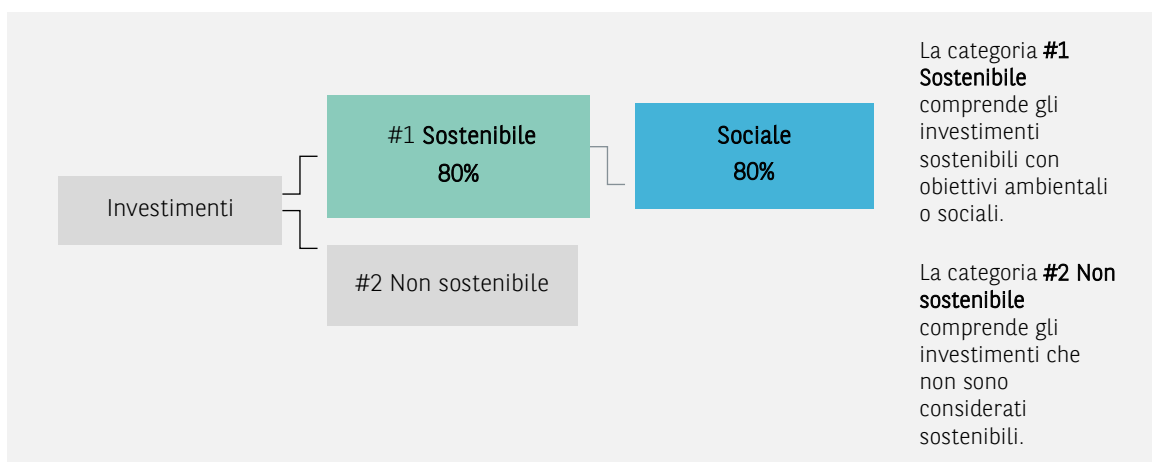 Investimenti
#1 Sostenibile
80%
#2 Non sostenibile
Sociale
80%
La categoria #1
Sostenibile
comprende gli
investimenti
sostenibili con
obiettivi ambientali
o sociali.
La categoria #2 Non
sostenibile
comprende gli
investimenti che
non sono
considerati
sostenibili.